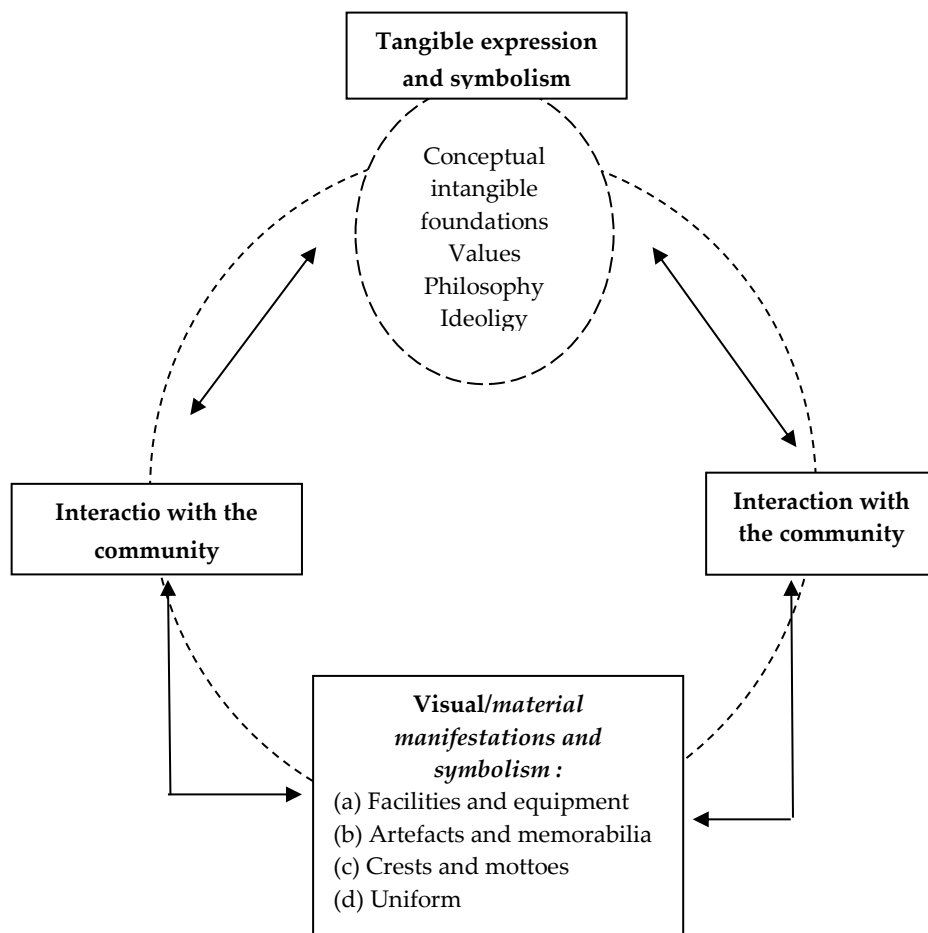 Tangible expression
and symbolism
Conceptual
intangible
foundations
Values
Philosophy
Ideoligy
Interactio with the
community
Interaction with
the community
Visual/material
manifestations and
symbolism :
(a) Facilities and equipment
(b) Artefacts and memorabilia
(c) Crests and mottoes
(d) Uniform